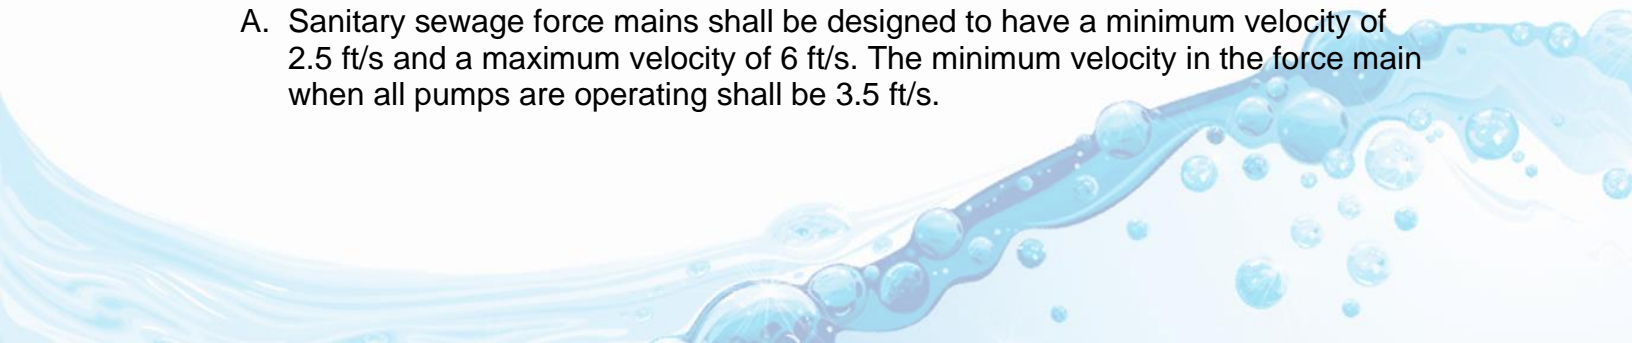 A. Sanitary sewage force mains shall be designed to have a minimum velocity of
2.5 ft/s and a maximum velocity of 6 ft/s. The minimum velocity in the force main
when all pumps are operating shall be 3.5 ft/s.